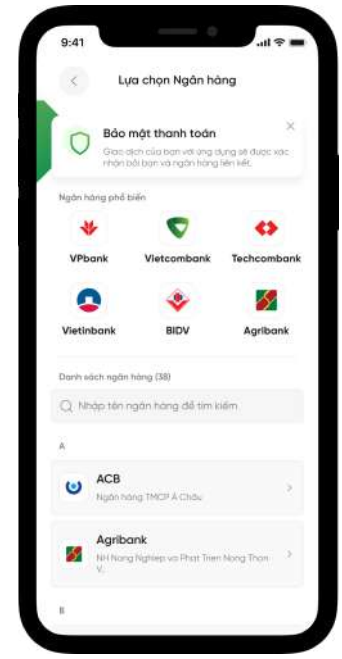 9:41
Lựa chọn Ngân hàng
Bảo mật thanh toán
Giao dịch của bạn với ứng dụng sẽ được xác
nhận bởi bạn và ngân hàng liên kết.
Ngân hàng phổ biến
VPbank Vietcombank Techcombank
Vietinbank BIDV Agribank
Danh sách ngân hàng (38)
Nhập tên ngân hàng để tìm kiếm
A
ACB
Ngân hàng TMCP Á Châu
Agribank
NH Nong Nghiep va Phat Trien Nong Thon
V.
B